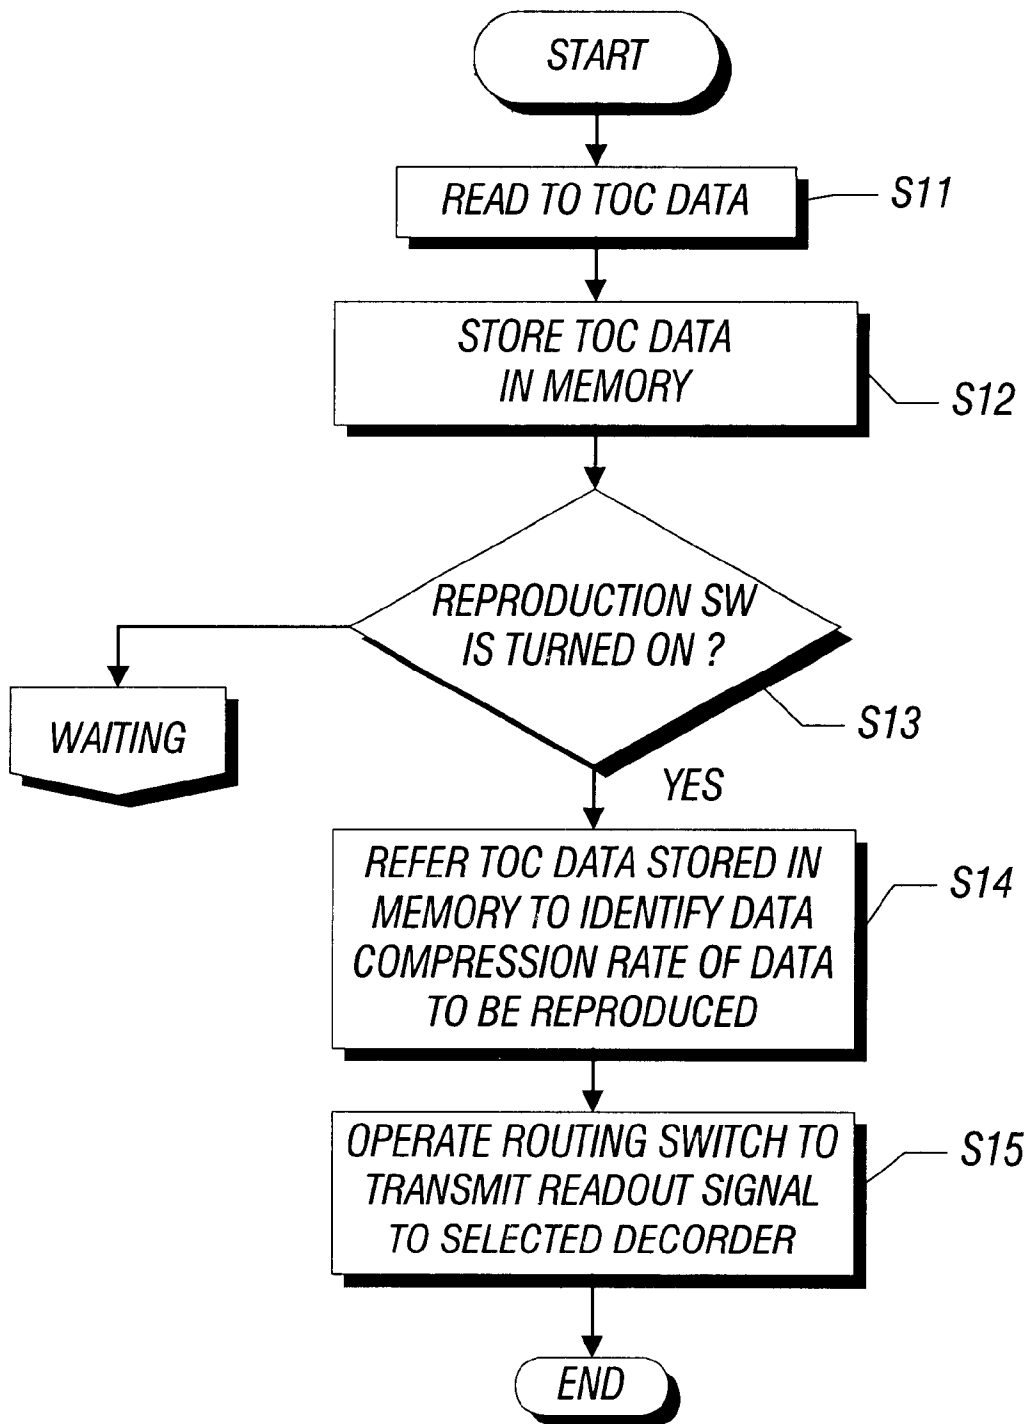 START
READ TO TOC DATA
S11
STORE TOC DATA
IN MEMORY
S12
REPRODUCTION SW
IS TURNED ON ?
S13
WAITING
YES
REFER TOC DATA STORED IN
MEMORY TO IDENTIFY DATA
COMPRESSION RATE OF DATA
TO BE REPRODUCED
S14
OPERATE ROUTING SWITCH TO
TRANSMIT READOUT SIGNAL
TO SELECTED DECORDER
S15
END